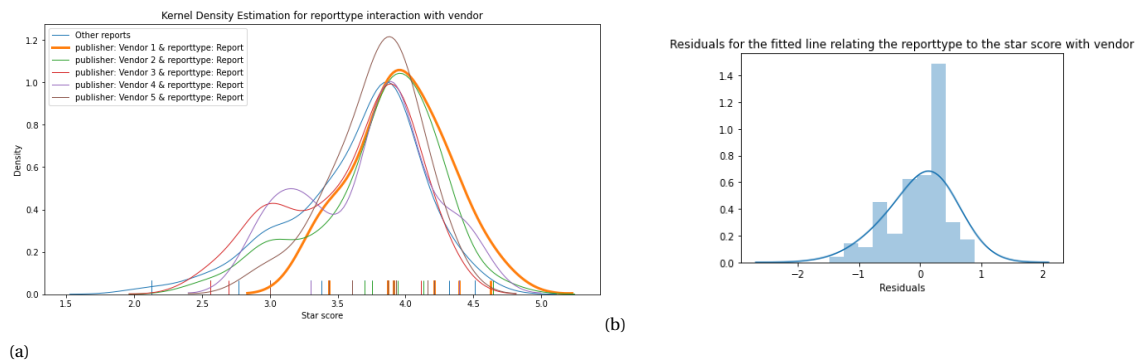 Kernel Density Estimation for reporttype interaction with vendor
Other reports
publisher: Vendor 1 & reporttype: Report
publisher: Vendor 2 & reporttype: Report
publisher: Vendor 3 & reporttype: Report
publisher: Vendor 4 & reporttype: Report
publisher: Vendor 5 & reporttype: Report
1.2
1.0
0.8
0.6
0.4
0.2
0.0
Density
1.5 2.0 2.5 3.0 3.5 4.0 4.5 5.0
Star score
(a)
Residuals for the fitted line relating the reporttype to the star score with vendor
1.4
1.2
1.0
0.8
0.6
0.4
0.2
0.0
−2 −1 0 1 2
Residuals
(b)